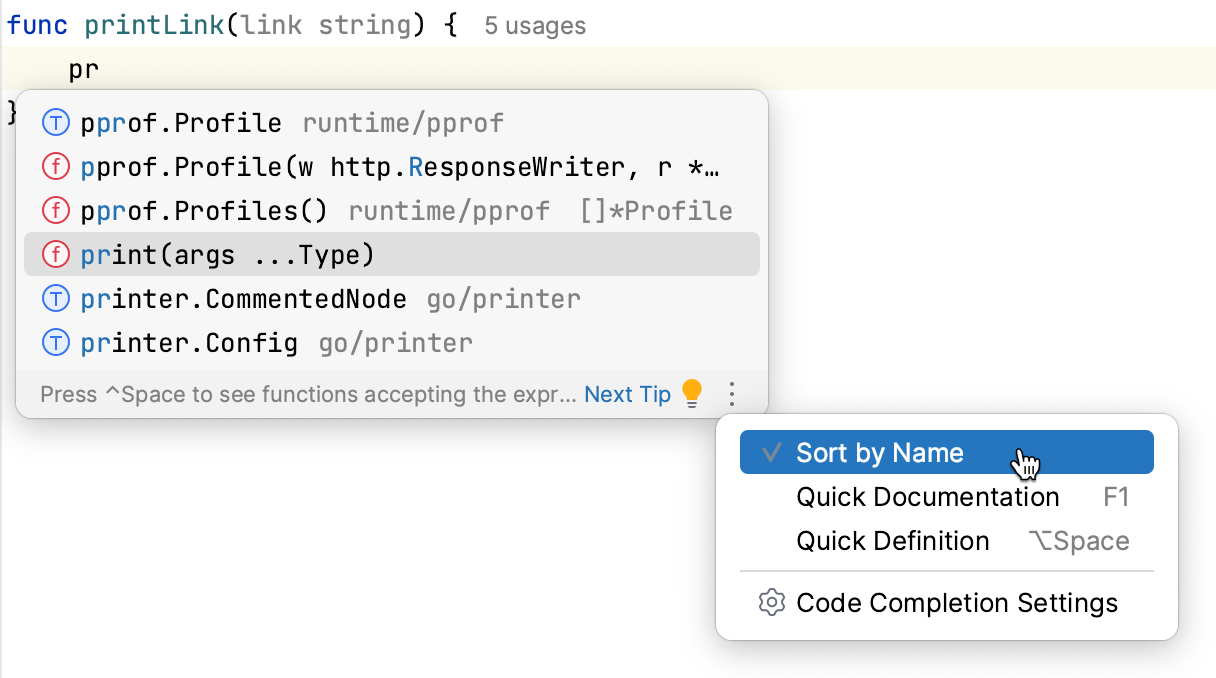 func printLink(link string) { 5 usages
pr
}
T pprof.Profile runtime/pprof
f pprof.Profile(w http.ResponseWriter, r *…
f pprof.Profiles() runtime/pprof []*Profile
f print(args ...Type)
T printer.CommentedNode go/printer
T printer.Config go/printer
Press ^Space to see functions accepting the expr... Next Tip
Sort by Name
Quick Documentation F1
Quick Definition ⌥Space
Code Completion Settings